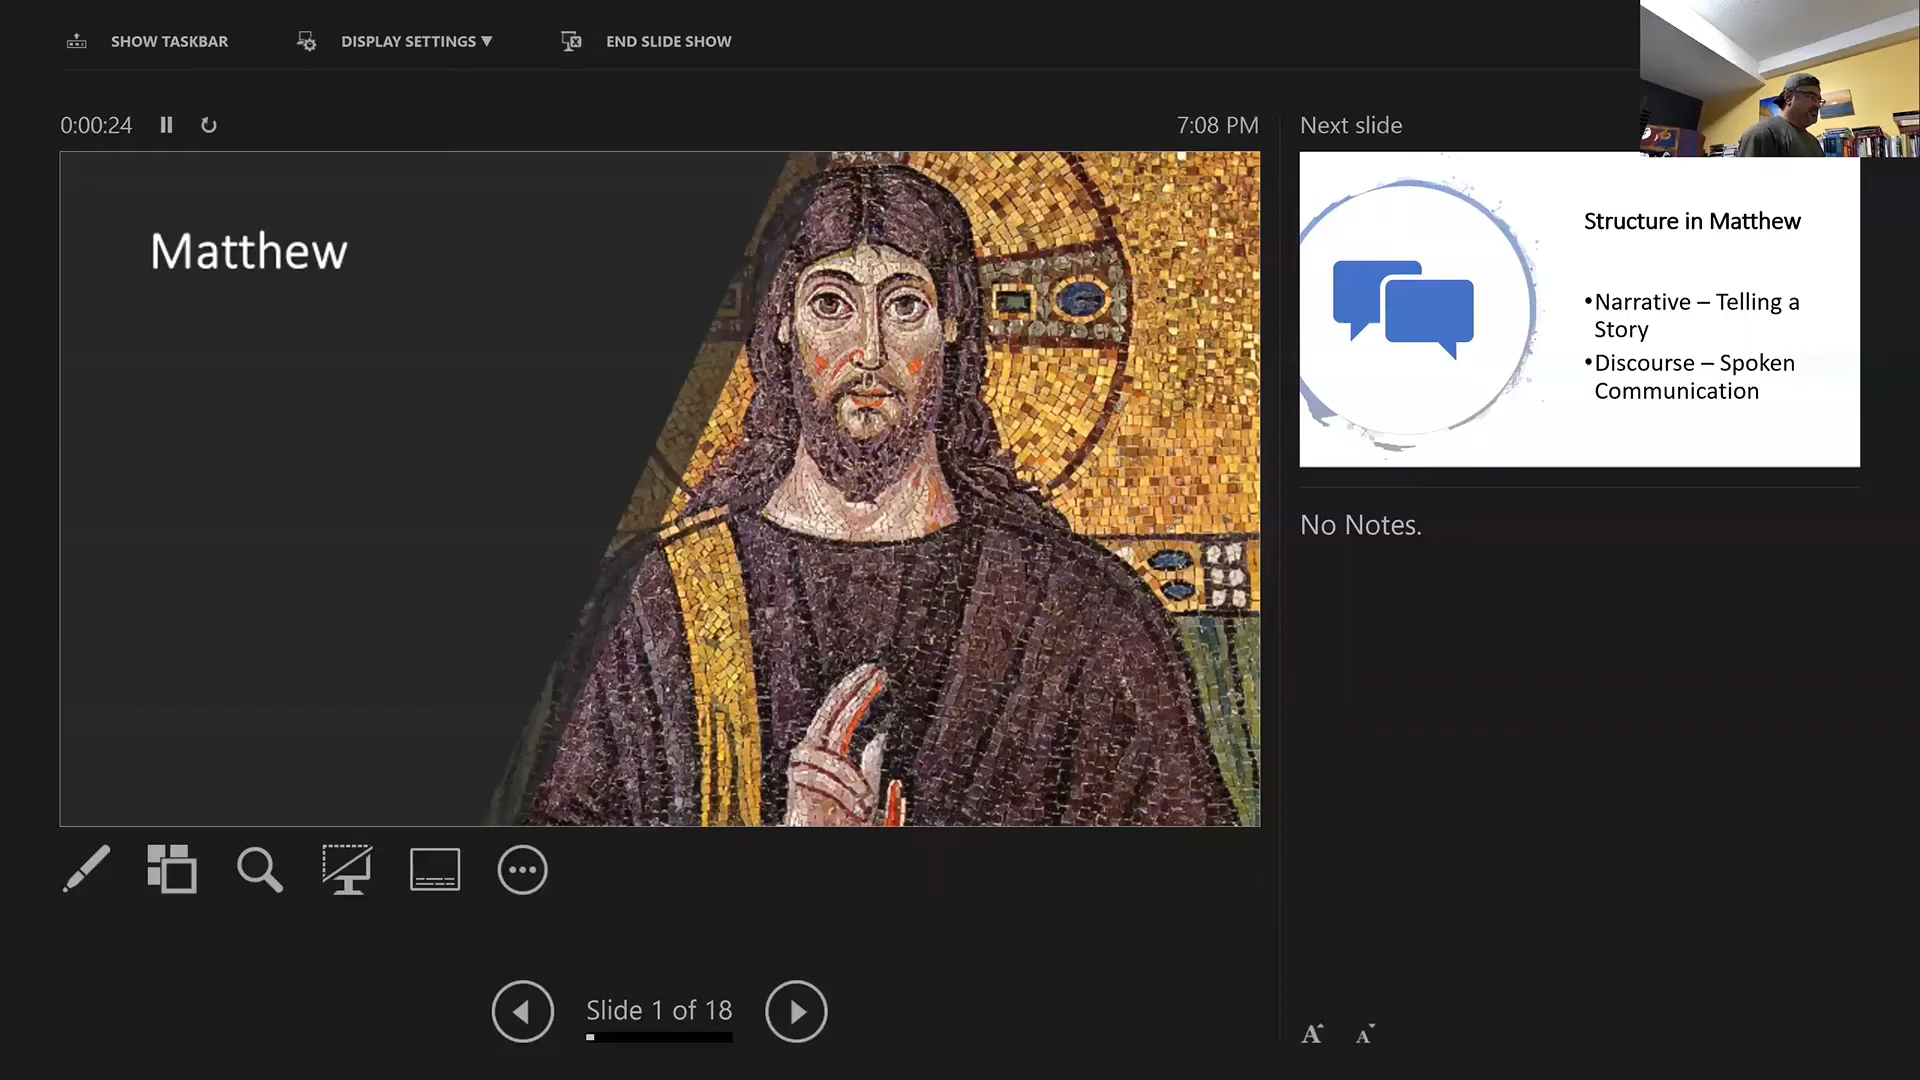 SHOW TASKBAR
DISPLAY SETTINGS ▼
END SLIDE SHOW
0:00:24
7:08 PM
Next slide
Matthew
Structure in Matthew
•Narrative – Telling a
Story
•Discourse – Spoken
Communication
No Notes.
Slide 1 of 18
A A